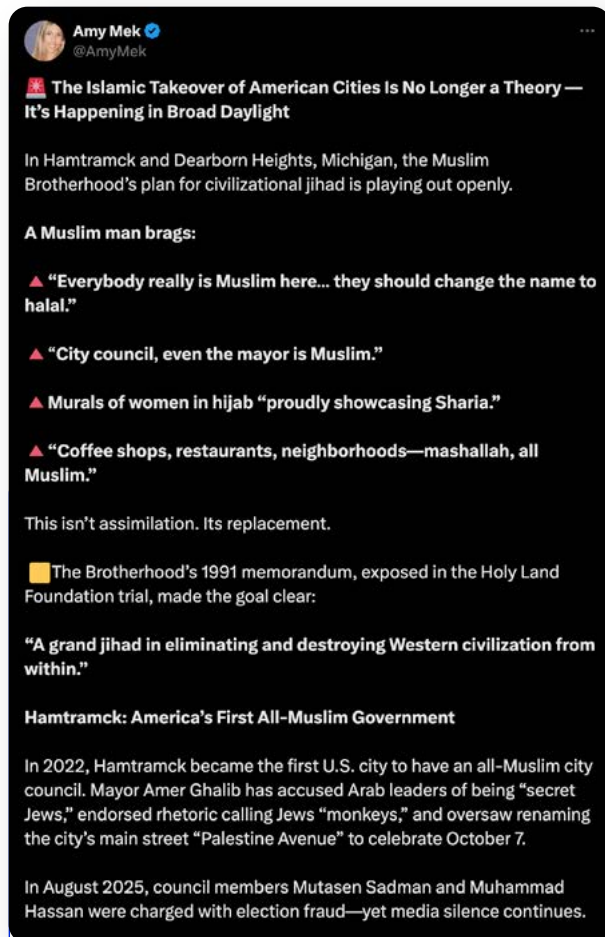 Amy Mek
@AmyMek
🚨 The Islamic Takeover of American Cities Is No Longer a Theory —
It’s Happening in Broad Daylight
In Hamtramck and Dearborn Heights, Michigan, the Muslim
Brotherhood’s plan for civilizational jihad is playing out openly.
A Muslim man brags:
🔺 “Everybody really is Muslim here... they should change the name to
halal.”
🔺 “City council, even the mayor is Muslim.”
🔺 Murals of women in hijab “proudly showcasing Sharia.”
🔺 “Coffee shops, restaurants, neighborhoods—mashallah, all
Muslim.”
This isn’t assimilation. Its replacement.
🟨The Brotherhood’s 1991 memorandum, exposed in the Holy Land
Foundation trial, made the goal clear:
“A grand jihad in eliminating and destroying Western civilization from
within.”
Hamtramck: America’s First All-Muslim Government
In 2022, Hamtramck became the first U.S. city to have an all-Muslim city
council. Mayor Amer Ghalib has accused Arab leaders of being “secret
Jews,” endorsed rhetoric calling Jews “monkeys,” and oversaw renaming
the city’s main street “Palestine Avenue” to celebrate October 7.
In August 2025, council members Mutasen Sadman and Muhammad
Hassan were charged with election fraud—yet media silence continues.